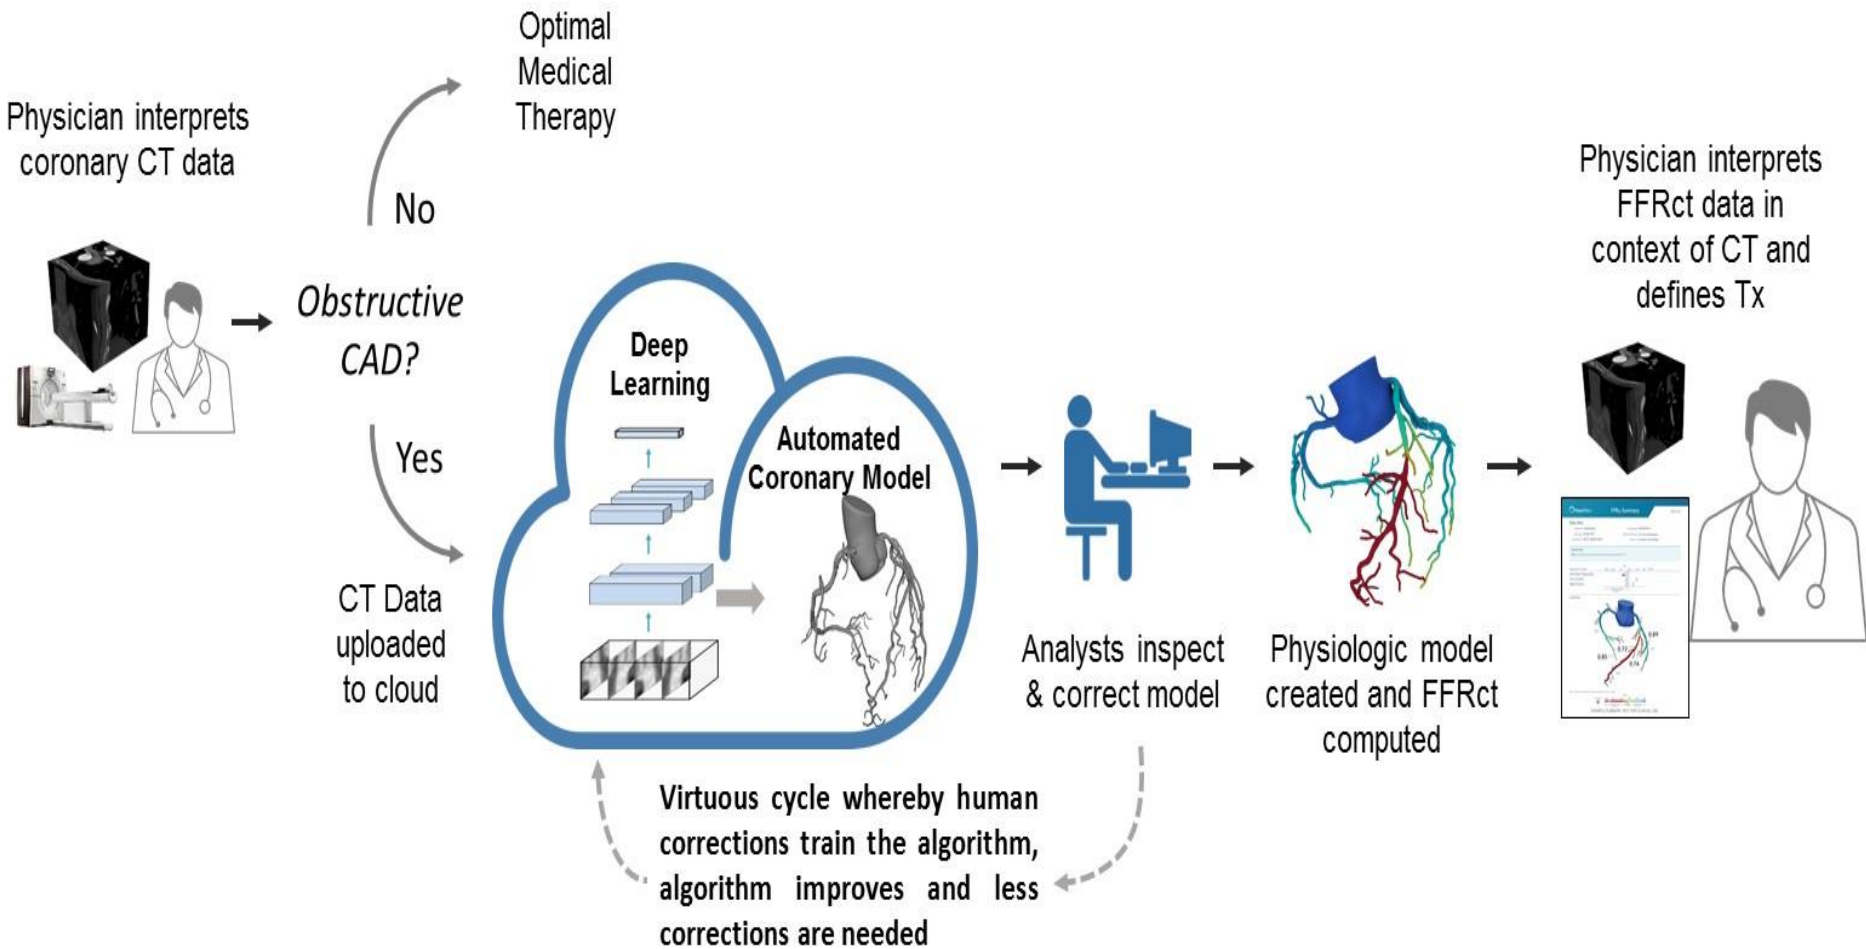 Physician interprets
coronary CT data
Optimal
Medical
Therapy
No
Obstructive
CAD?
Yes
CT Data
uploaded
to cloud
Deep
Learning
Automated
Coronary Model
Analysts inspect
& correct model
Physiologic model
created and FFRct
computed
Physician interprets
FFRct data in
context of CT and
defines Tx
Virtuous cycle whereby human
corrections train the algorithm,
algorithm improves and less
corrections are needed